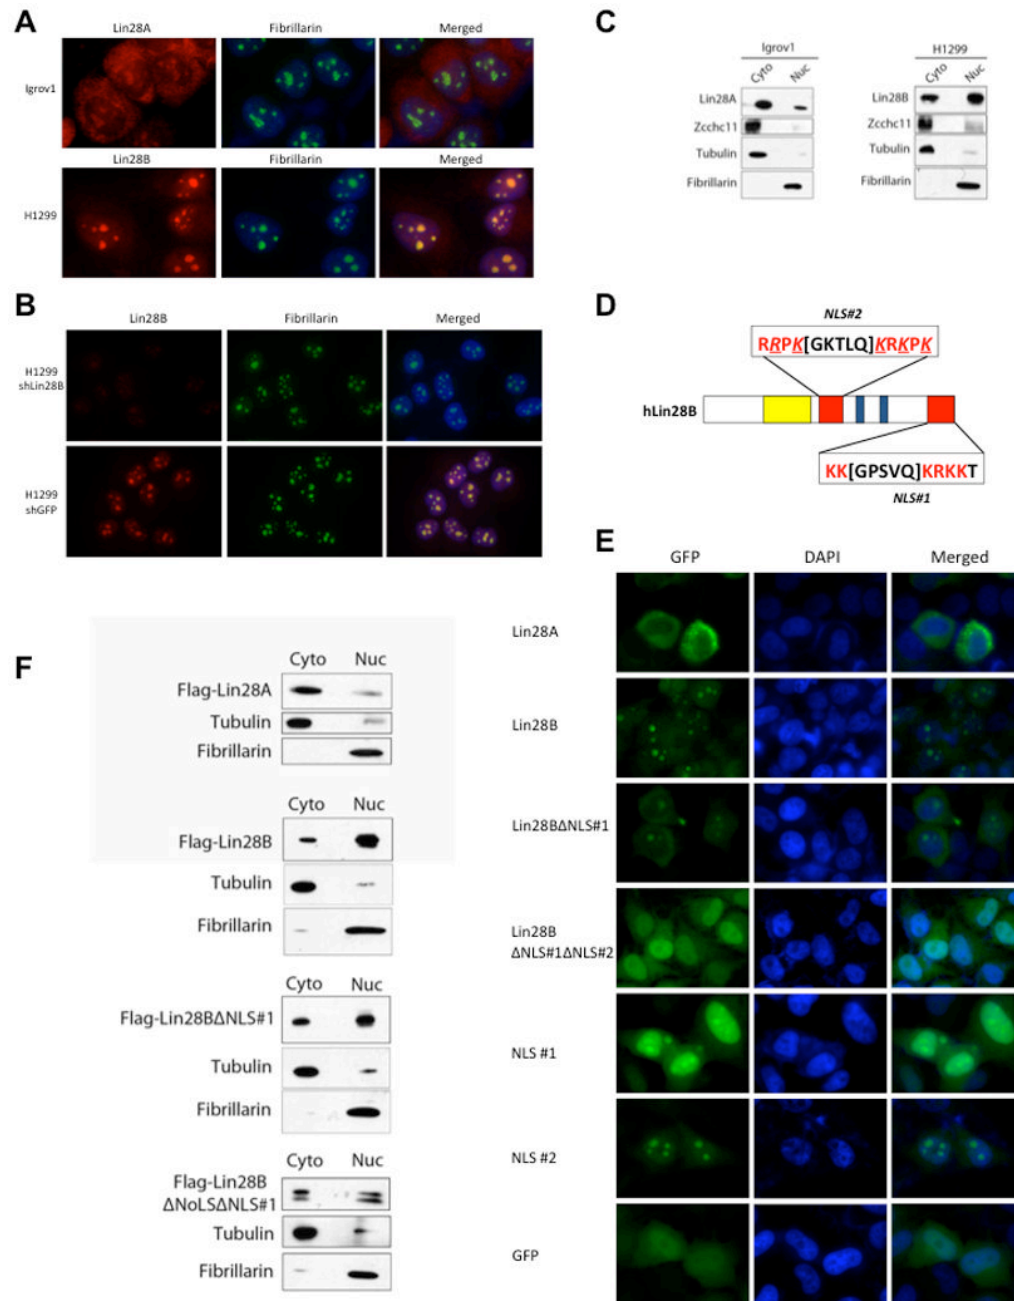 A
Lin28A Fibrillarin Merged
Igrov1
Lin28B Fibrillarin Merged
H1299
B
Lin28B Fibrillarin Merged
H1299
shLin28B
H1299
shGFP
C
Igrov1
Cyto Nuc
Lin28A
Zcchc11
Tubulin
Fibrillarin
H1299
Cyto Nuc
Lin28B
Zcchc11
Tubulin
Fibrillarin
D
NLS#2
RRPK[GKTLQ]KRKPK
hLin28B
KK[GPSVQ]KRKKT
NLS#1
E
GFP DAPI Merged
Lin28A
Lin28B
Lin28BΔNLS#1
Lin28B
ΔNLS#1ΔNLS#2
NLS #1
NLS #2
GFP
F
Cyto Nuc
Flag-Lin28A
Tubulin
Fibrillarin
Cyto Nuc
Flag-Lin28B
Tubulin
Fibrillarin
Cyto Nuc
Flag-Lin28BΔNLS#1
Tubulin
Fibrillarin
Cyto Nuc
Flag-Lin28B
ΔNoLSΔNLS#1
Tubulin
Fibrillarin